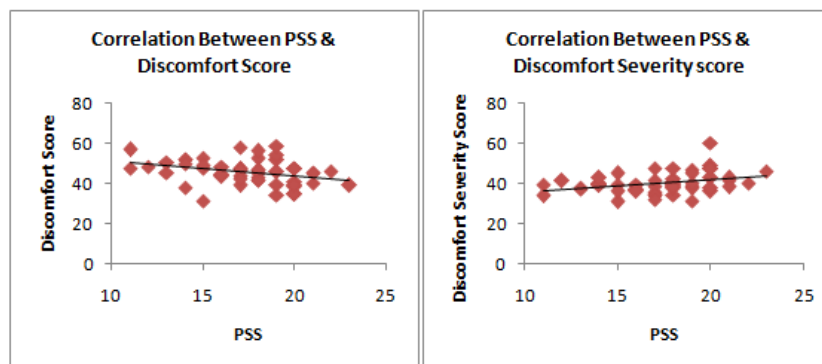 Correlation Between PSS &
Discomfort Score
Discomfort Score
80
60
40
20
0
10
15
20
25
PSS
Correlation Between PSS &
Discomfort Severity score
Discomfort Severity Score
80
60
40
20
0
10
15
20
25
PSS